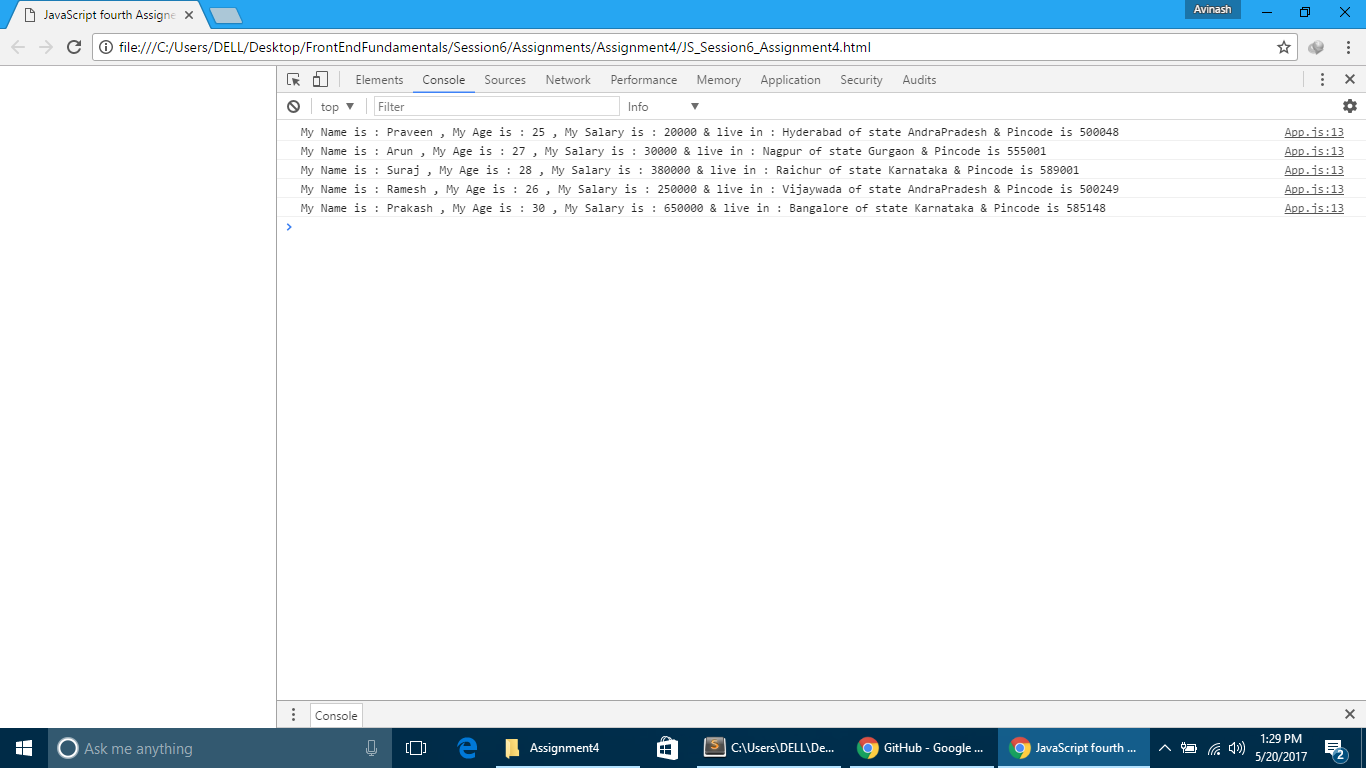 JavaScript fourth Assigne
Avinash
file:///C:/Users/DELL/Desktop/FrontEndFundamentals/Session6/Assignments/Assignment4/JS_Session6_Assignment4.html
Elements Console Sources Network Performance Memory Application Security Audits
top Filter Info
My Name is : Praveen , My Age is : 25 , My Salary is : 20000 & live in : Hyderabad of state AndraPradesh & Pincode is 500048 App.js:13
My Name is : Arun , My Age is : 27 , My Salary is : 30000 & live in : Nagpur of state Gurgaon & Pincode is 555001 App.js:13
My Name is : Suraj , My Age is : 28 , My Salary is : 380000 & live in : Raichur of state Karnataka & Pincode is 589001 App.js:13
My Name is : Ramesh , My Age is : 26 , My Salary is : 250000 & live in : Vijaywada of state AndraPradesh & Pincode is 500249 App.js:13
My Name is : Prakash , My Age is : 30 , My Salary is : 650000 & live in : Bangalore of state Karnataka & Pincode is 585148 App.js:13
Console
Ask me anything Assignment4 C:\Users\DELL\De... GitHub - Google ... JavaScript fourth ... 1:29 PM
5/20/2017 2